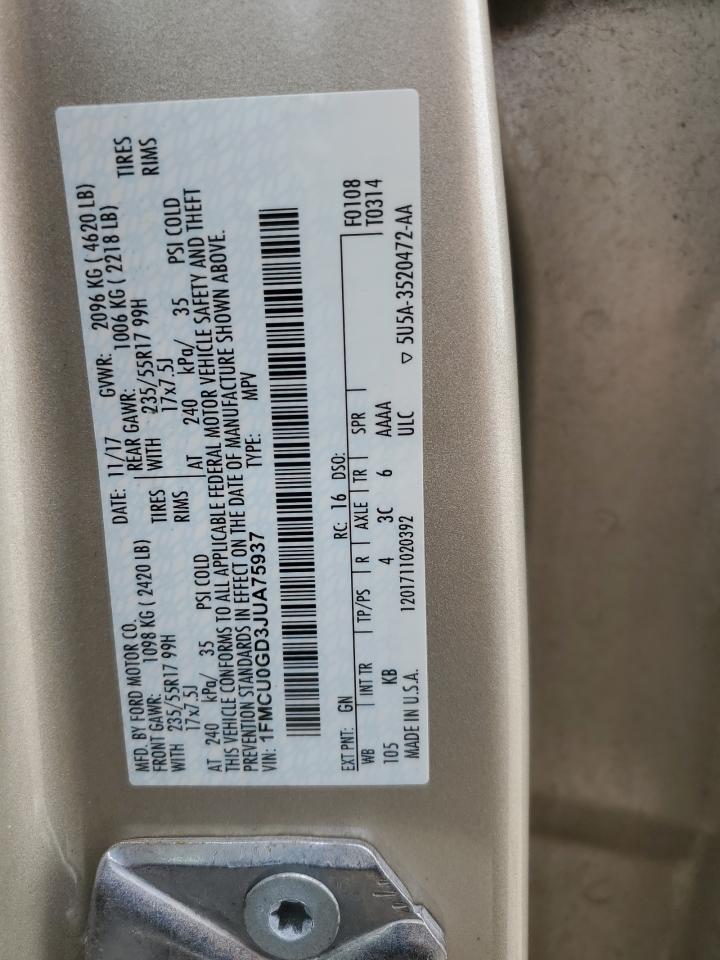 MFD. BY FORD MOTOR CO. DATE: 11/17 GVWR: 2096 KG ( 4620 LB)
FRONT GAWR: 1098 KG ( 2420 LB) REAR GAWR: 1006 KG ( 2218 LB)
WITH 235/55R17 99H TIRES WITH 235/55R17 99H TIRES
17x7.5J RIMS 17x7.5J RIMS
AT 240 kPa/ 35 PSI COLD AT 240 kPa/ 35 PSI COLD
THIS VEHICLE CONFORMS TO ALL APPLICABLE FEDERAL MOTOR VEHICLE SAFETY AND THEFT
PREVENTION STANDARDS IN EFFECT ON THE DATE OF MANUFACTURE SHOWN ABOVE.
VIN: 1FMCU0GD3JUA75937 TYPE: MPV
EXT PNT: GN RC: 16 DSO: F0108
T0314
WB INT TR TP/PS R AXLE TR SPR
105 KB 4 3C 6 AAAA
MADE IN U.S.A. 1201711020392 ULC ▽ 5U5A-3520472-AA